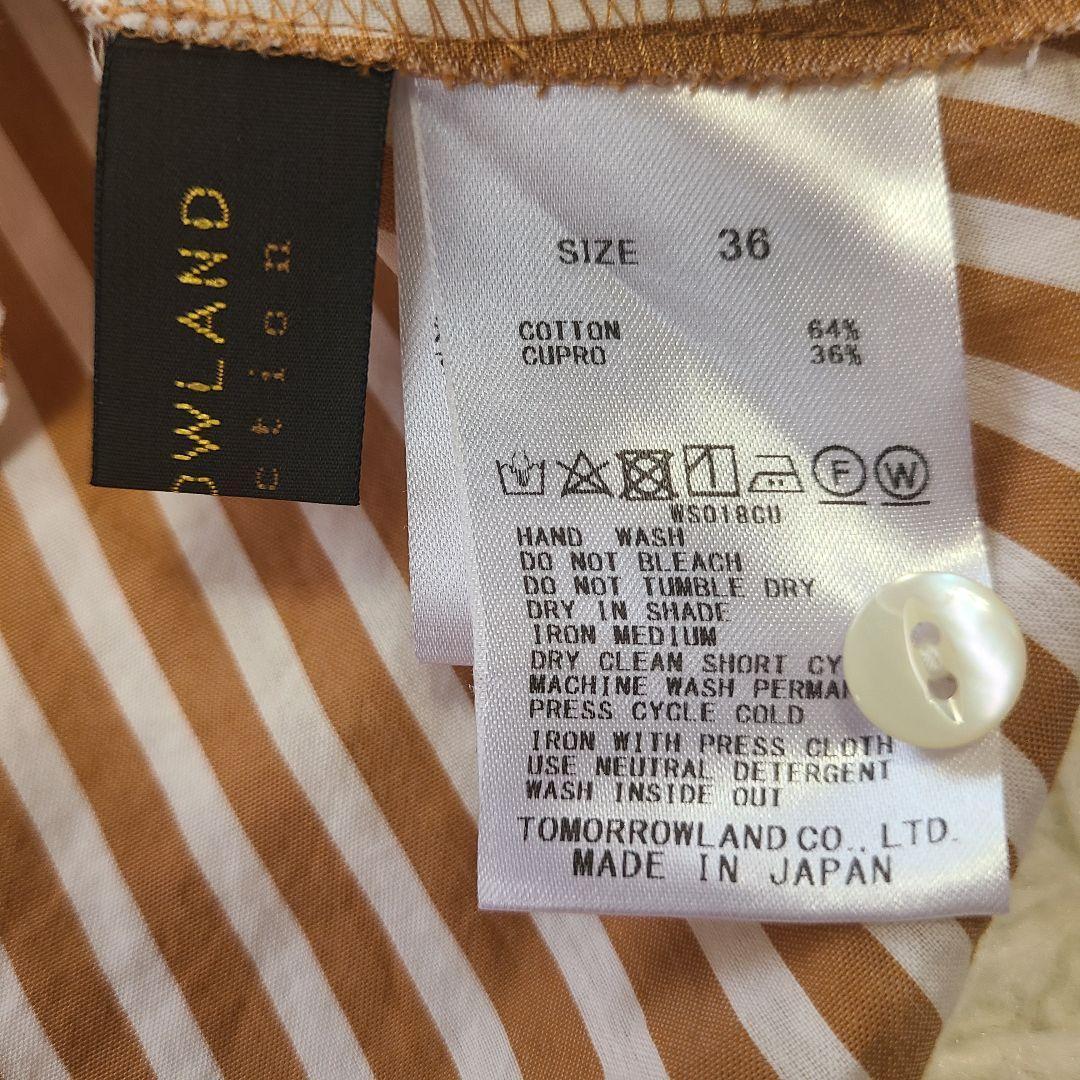 OWLAND
ction
SIZE 36
COTTON 64%
CUPRO 36%
F W
WS018CU
HAND WASH
DO NOT BLEACH
DO NOT TUMBLE DRY
DRY IN SHADE
IRON MEDIUM
DRY CLEAN SHORT CY
MACHINE WASH PERMA
PRESS CYCLE COLD
IRON WITH PRESS CLOTH
USE NEUTRAL DETERGENT
WASH INSIDE OUT
TOMORROWLAND CO., LTD.
MADE IN JAPAN